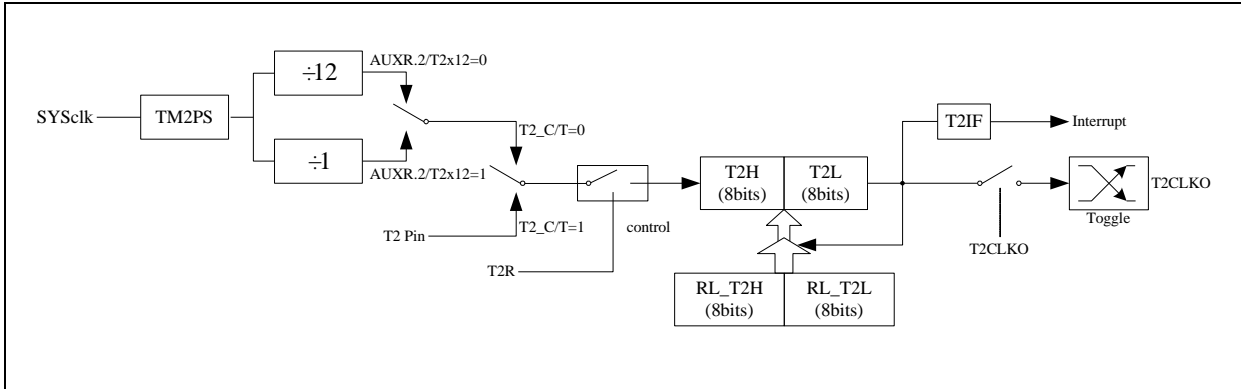 ÷12
AUXR.2/T2x12=0
SYSclk
TM2PS
T2_C/T=0
÷1
AUXR.2/T2x12=1
T2IF
Interrupt
T2H
(8bits)
T2L
(8bits)
T2CLKO
Toggle
T2 Pin
T2_C/T=1
control
T2R
T2CLKO
RL_T2H
(8bits)
RL_T2L
(8bits)